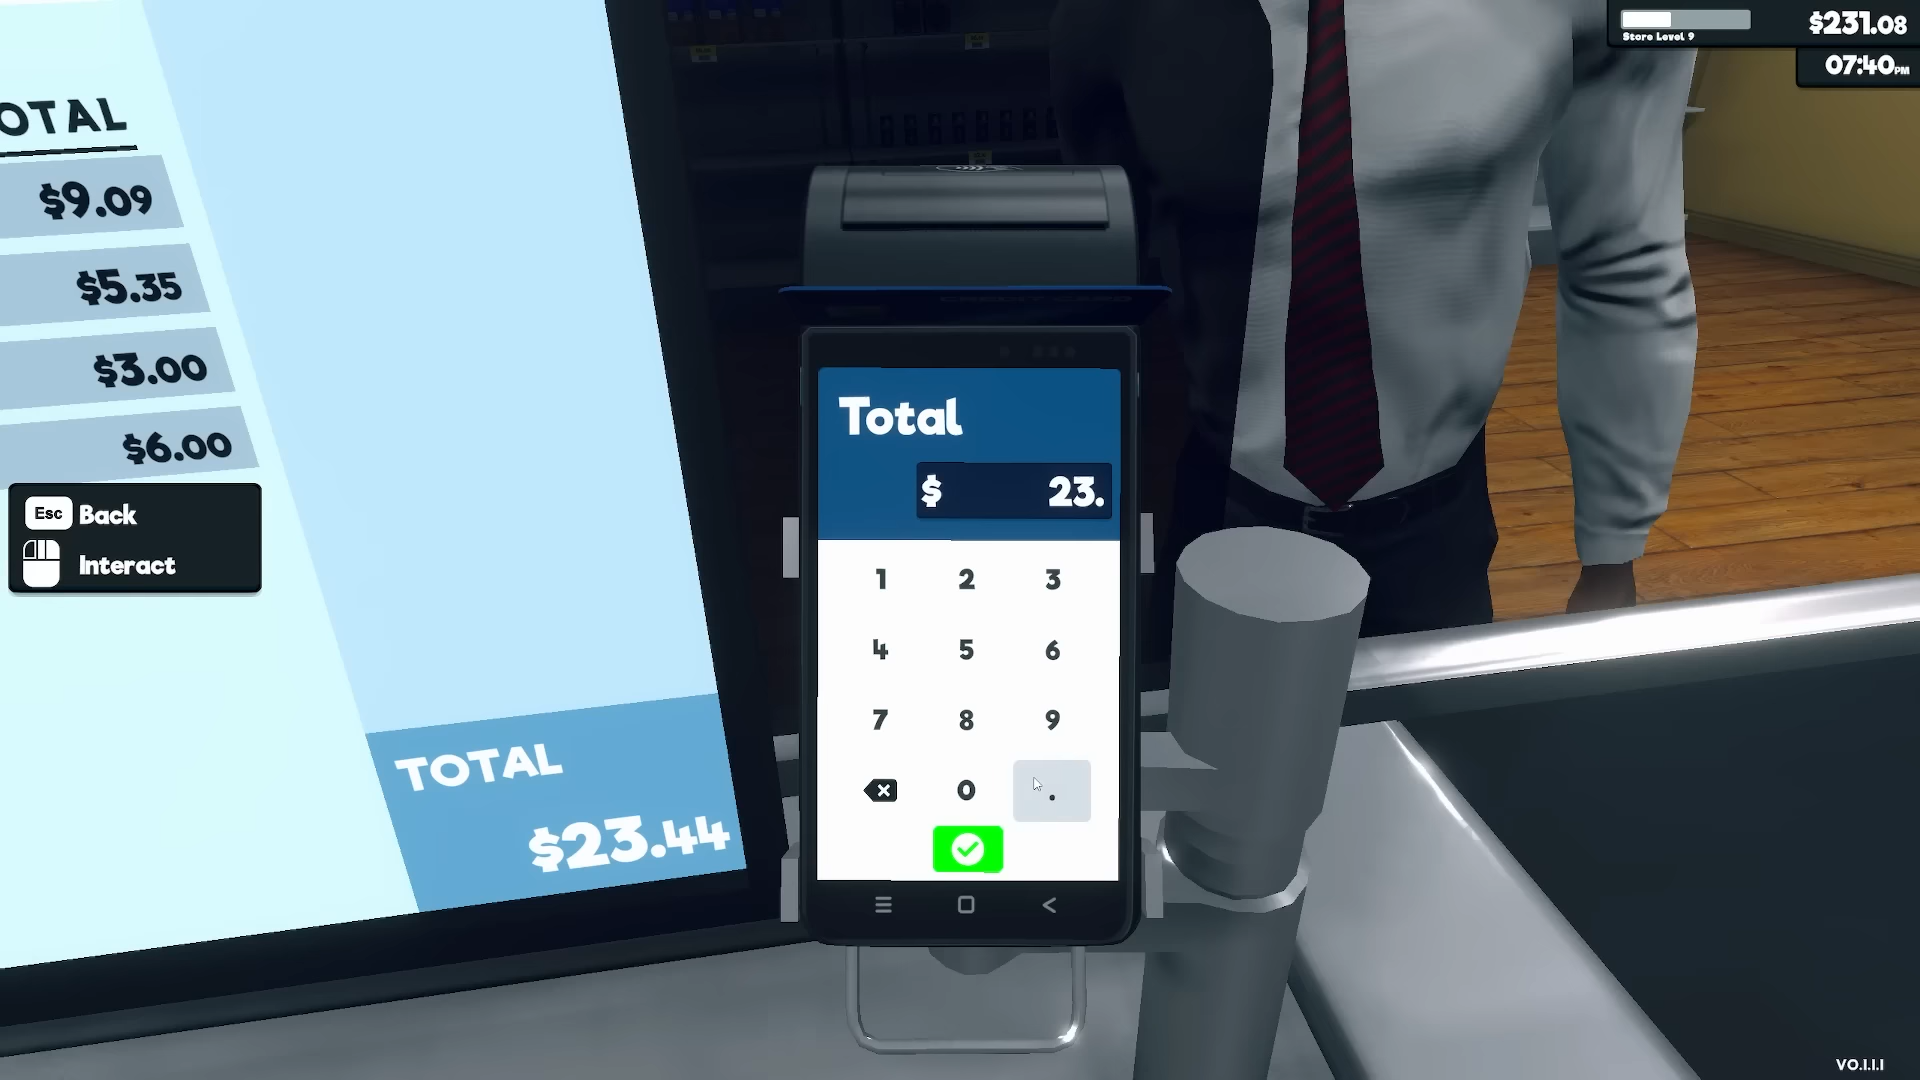 $231.08
Store Level 9
07:40PM
OTAL
$9.09
$5.35
$3.00
$6.00
Esc Back
Interact
TOTAL
$23.44
CREDIT CARD
Total
$ 23.
1 2 3
4 5 6
7 8 9
0 .
V0.1.1.1